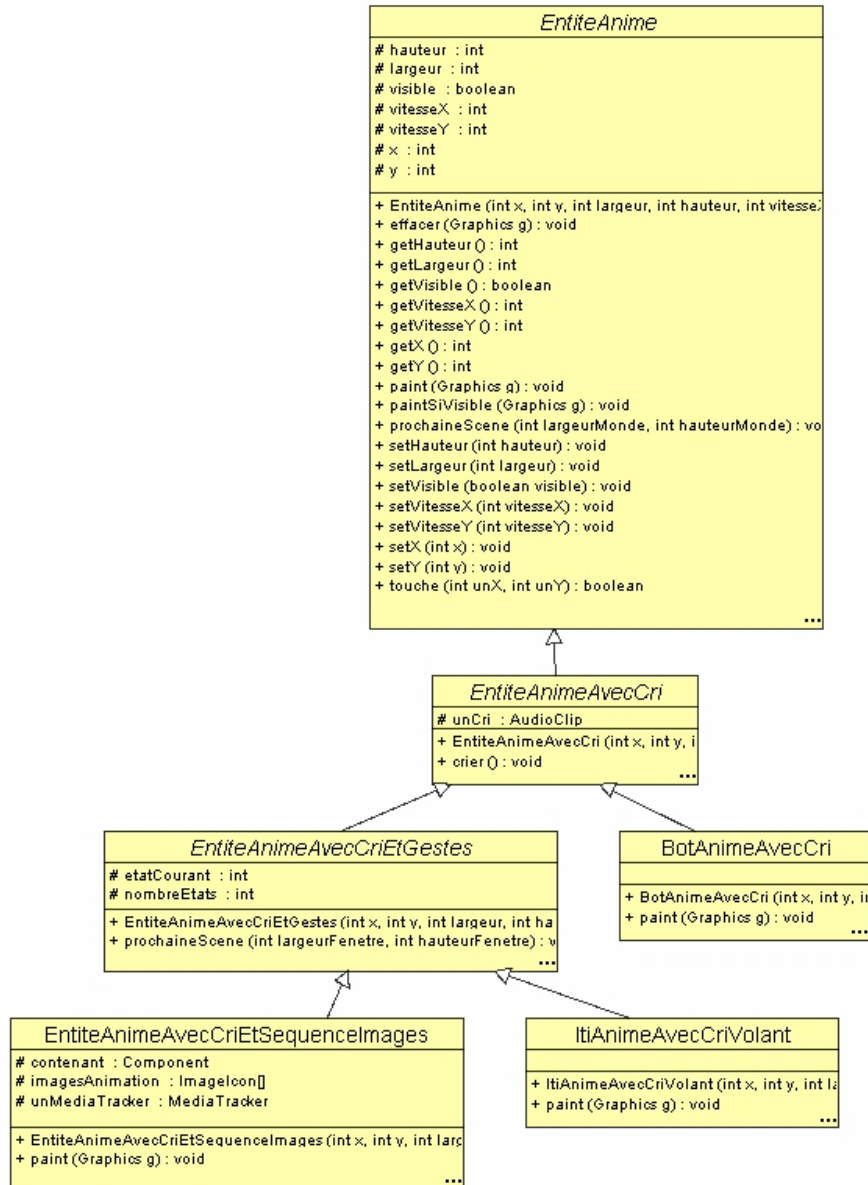 EntiteAnime
# hauteur : int
# largeur : int
# visible : boolean
# vitesseX : int
# vitesseY : int
# x : int
# y : int
+ EntiteAnime (int x, int y, int largeur, int hauteur, int vitesseX
+ effacer (Graphics g) : void
+ getHauteur () : int
+ getLargeur () : int
+ getVisible () : boolean
+ getVitesseX () : int
+ getVitesseY () : int
+ getX () : int
+ getY () : int
+ paint (Graphics g) : void
+ paintSiVisible (Graphics g) : void
+ prochaineScene (int largeurMonde, int hauteurMonde) : vo
+ setHauteur (int hauteur) : void
+ setLargeur (int largeur) : void
+ setVisible (boolean visible) : void
+ setVitesseX (int vitesseX) : void
+ setVitesseY (int vitesseY) : void
+ setX (int x) : void
+ setY (int y) : void
+ touche (int unX, int unY) : boolean
...
EntiteAnimeAvecCri
# unCri : AudioClip
+ EntiteAnimeAvecCri (int x, int y, i
+ crier () : void
...
EntiteAnimeAvecCriEtGestes
# etatCourant : int
# nombreEtats : int
+ EntiteAnimeAvecCriEtGestes (int x, int y, int largeur, int ha
+ prochaineScene (int largeurFenetre, int hauteurFenetre) : v
...
BotAnimeAvecCri
+ BotAnimeAvecCri (int x, int y, in
+ paint (Graphics g) : void
...
EntiteAnimeAvecCriEtSequenceImages
# contenant : Component
# imagesAnimation : ImageIcon[]
# unMediaTracker : MediaTracker
+ EntiteAnimeAvecCriEtSequenceImages (int x, int y, int larg
+ paint (Graphics g) : void
...
ItiAnimeAvecCriVolant
+ ItiAnimeAvecCriVolant (int x, int y, int la
+ paint (Graphics g) : void
...